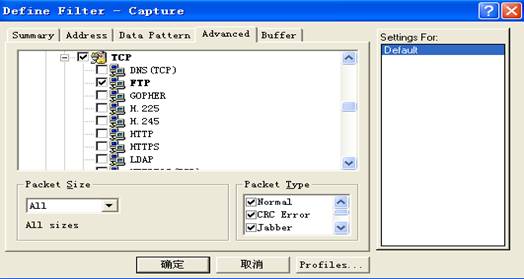 Define Filter - Capture
Summary Address Data Pattern Advanced Buffer
TCP
DNS(TCP)
FTP
GOPHER
H.225
H.245
HTTP
HTTPS
LDAP
Packet Size
All
All sizes
Packet Type
Normal
CRC Error
Jabber
Settings For:
Default
确定 取消 Profiles...